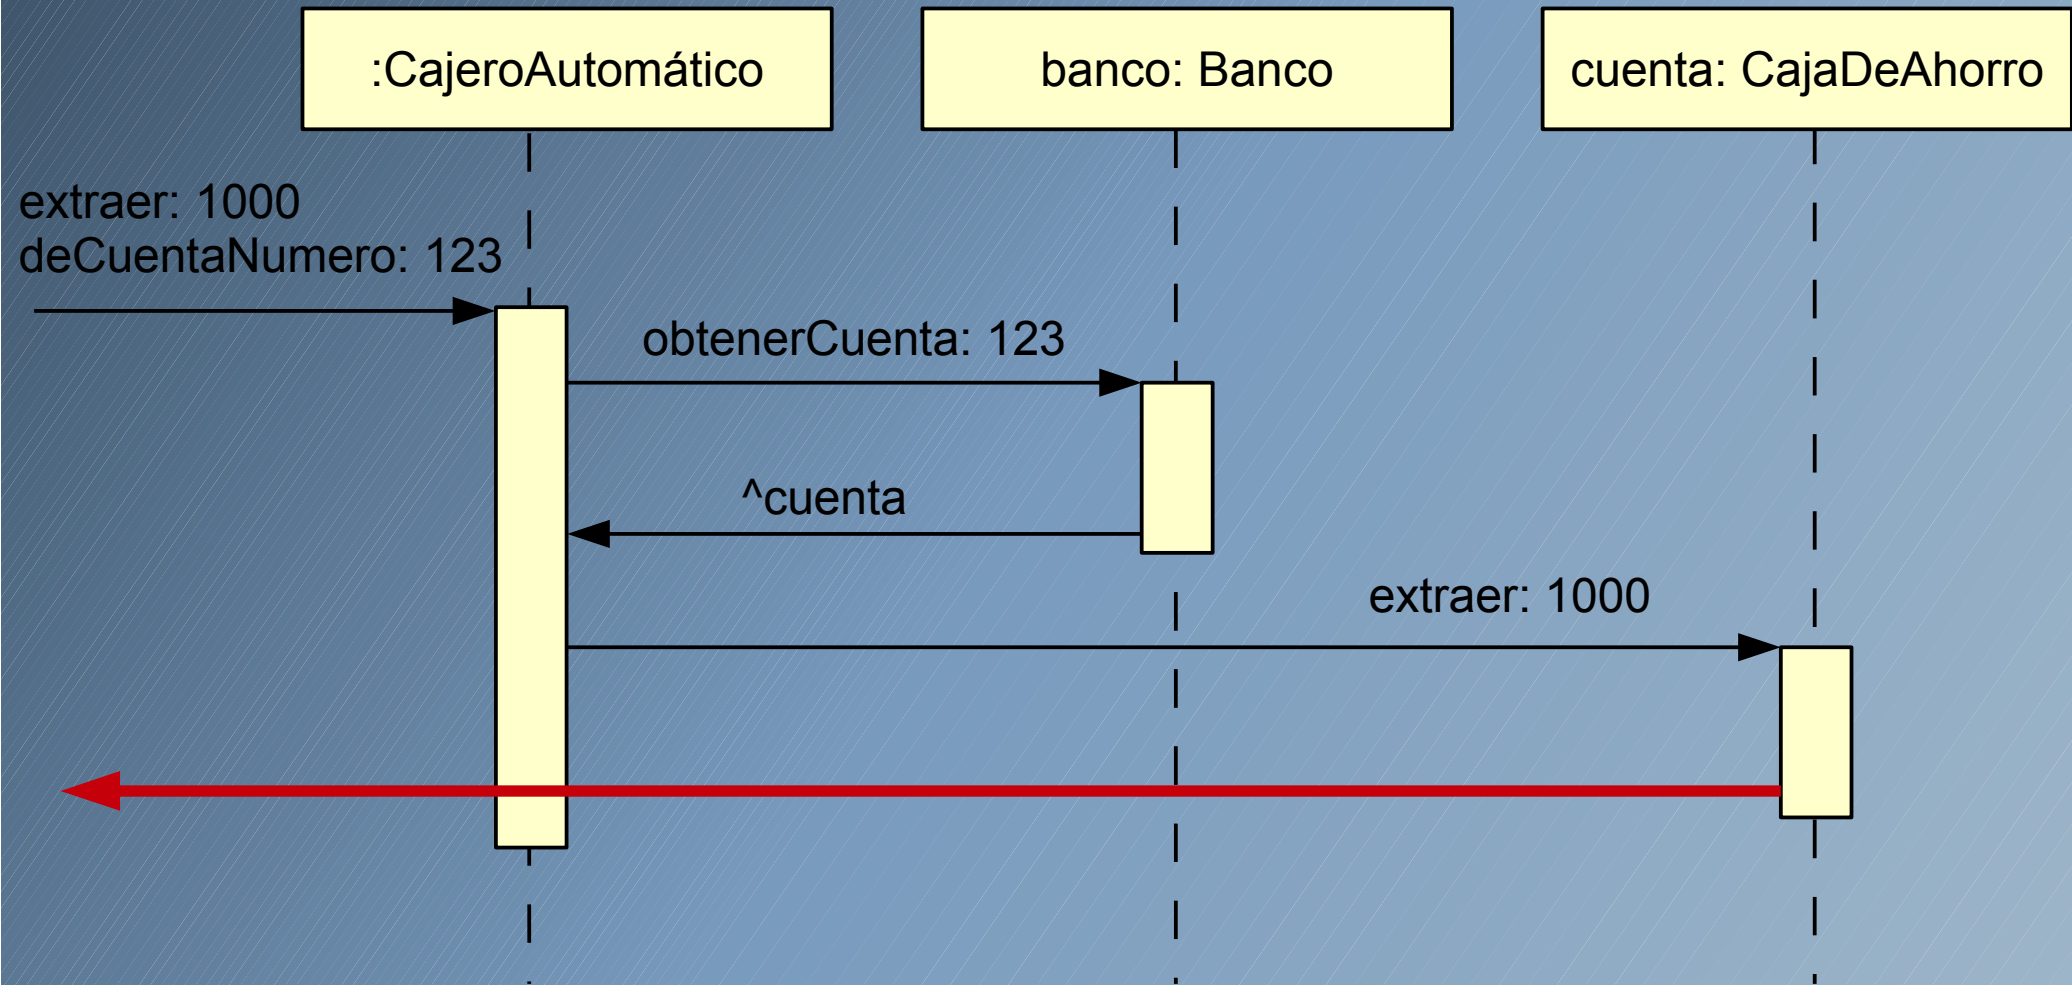 :CajeroAutomático
banco: Banco
cuenta: CajaDeAhorro
extraer: 1000
deCuentaNumero: 123
obtenerCuenta: 123
^cuenta
extraer: 1000